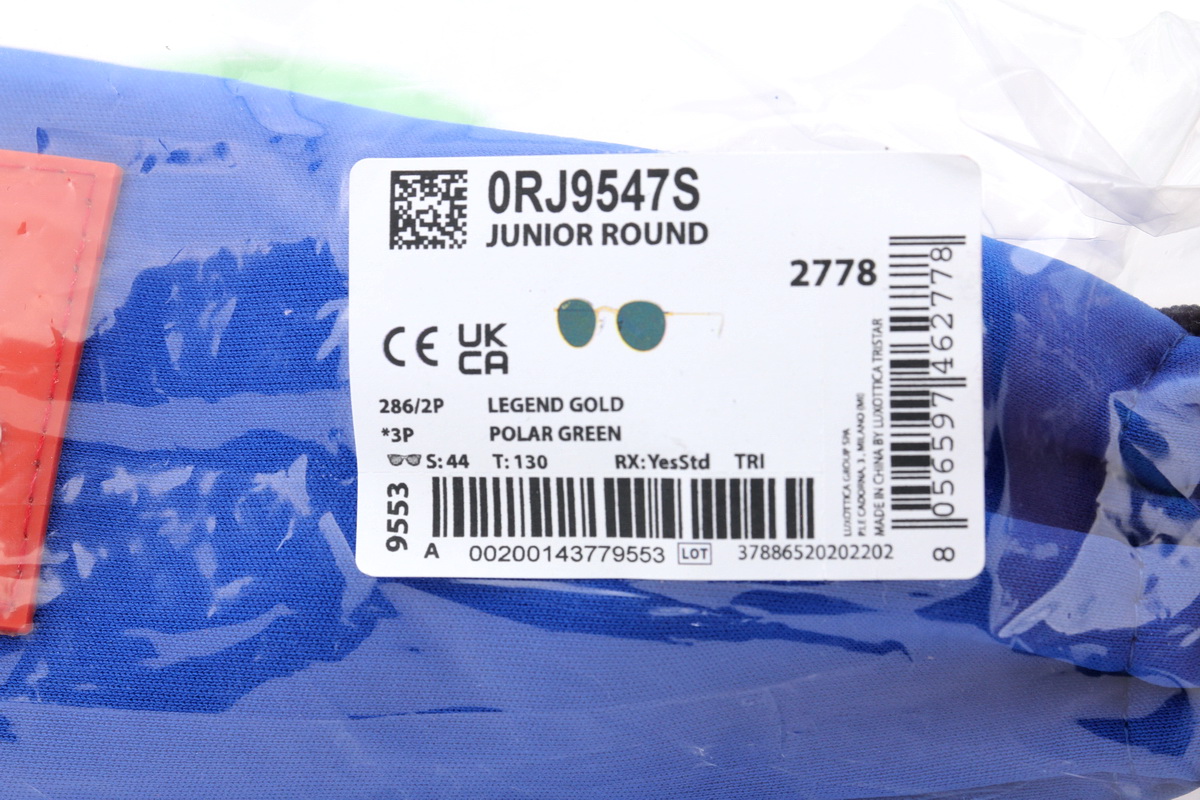 0RJ9547S
JUNIOR ROUND
2778
CE UK
CA
286/2P LEGEND GOLD
*3P POLAR GREEN
S: 44 T: 130 RX: YesStd TRI
9553
A 00200143779553 LOT 37886520202202
LUXOTTICA GROUP SPA
P.LE CADORNA, 3, MILANO (MI)
MADE IN CHINA BY LUXOTTICA TRISTAR
8 056597 462778